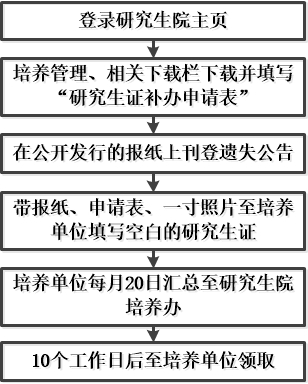 登录研究生院主页
培养管理、相关下载栏下载并填写
“研究生证补办申请表”
在公开发行的报纸上刊登遗失公告
带报纸、申请表、一寸照片至培养
单位填写空白的研究生证
培养单位每月20日汇总至研究生院
培养办
10个工作日后至培养单位领取